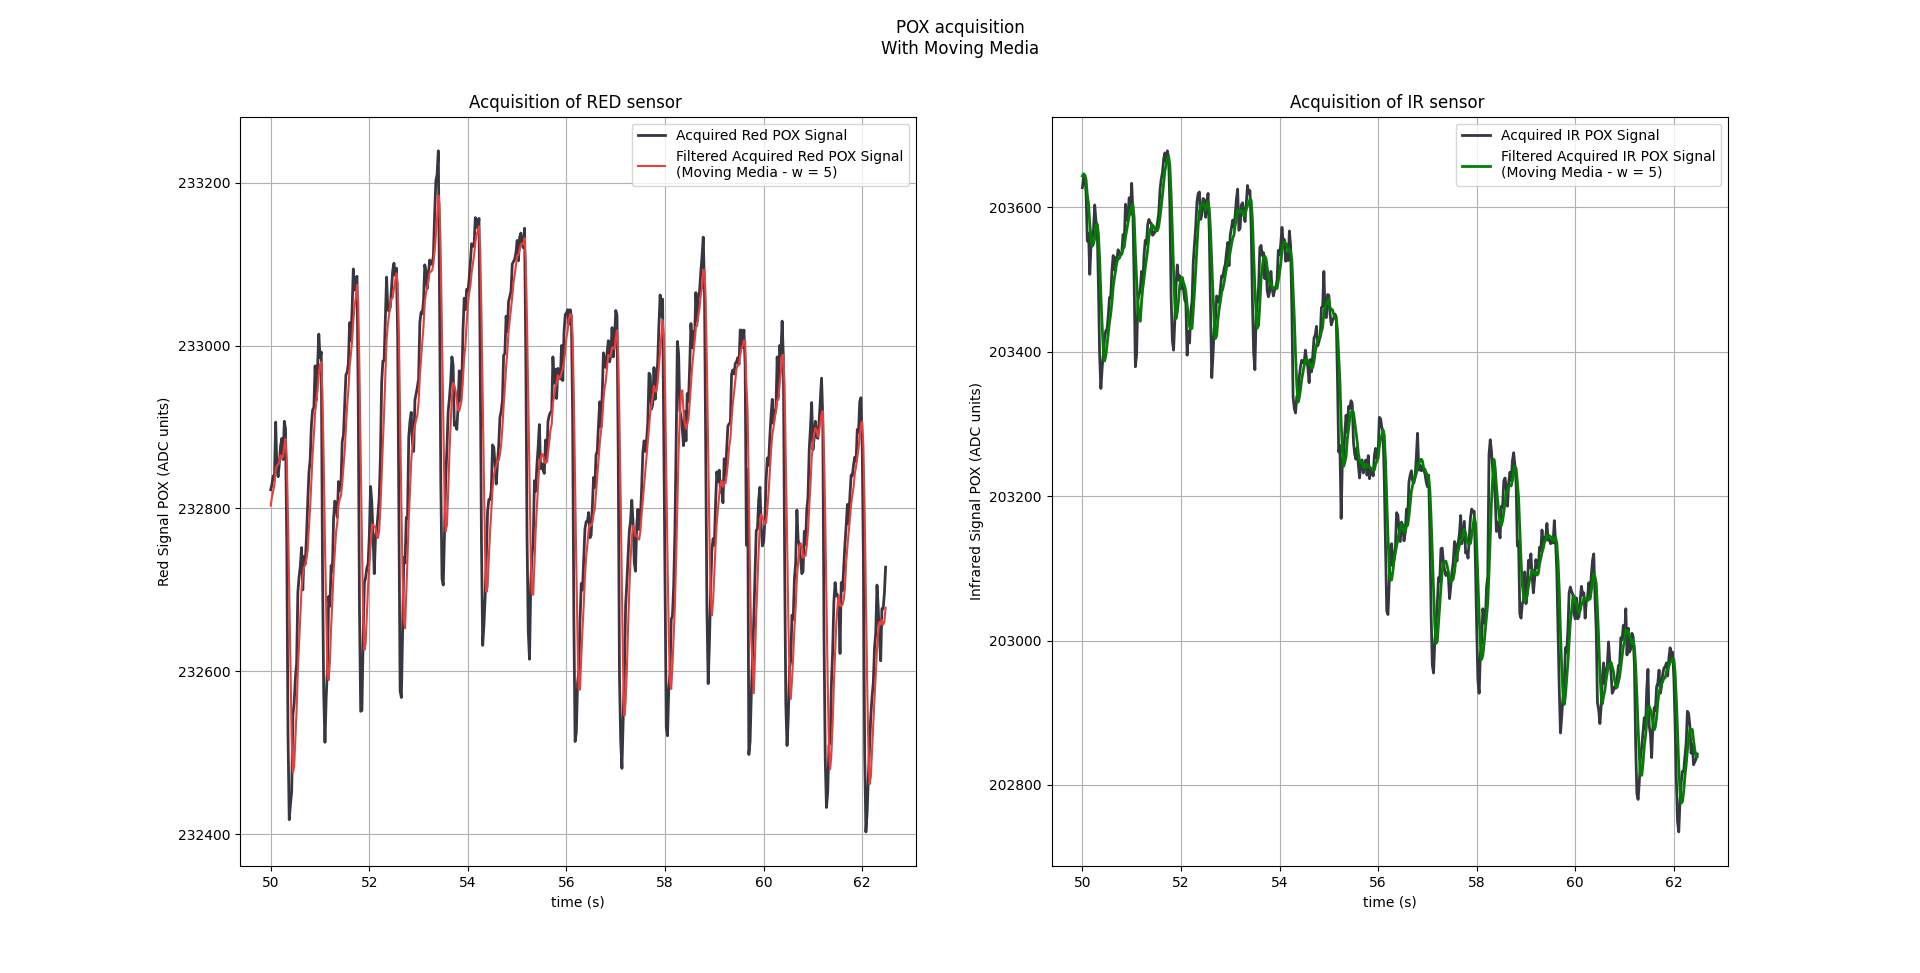 POX acquisition
With Moving Media
Acquisition of RED sensor
Acquired Red POX Signal
Filtered Acquired Red POX Signal
(Moving Media - w = 5)
Red Signal POX (ADC units)
233200
233000
232800
232600
232400
50 52 54 56 58 60 62
time (s)
Acquisition of IR sensor
Acquired IR POX Signal
Filtered Acquired IR POX Signal
(Moving Media - w = 5)
Infrared Signal POX (ADC units)
203600
203400
203200
203000
202800
50 52 54 56 58 60 62
time (s)